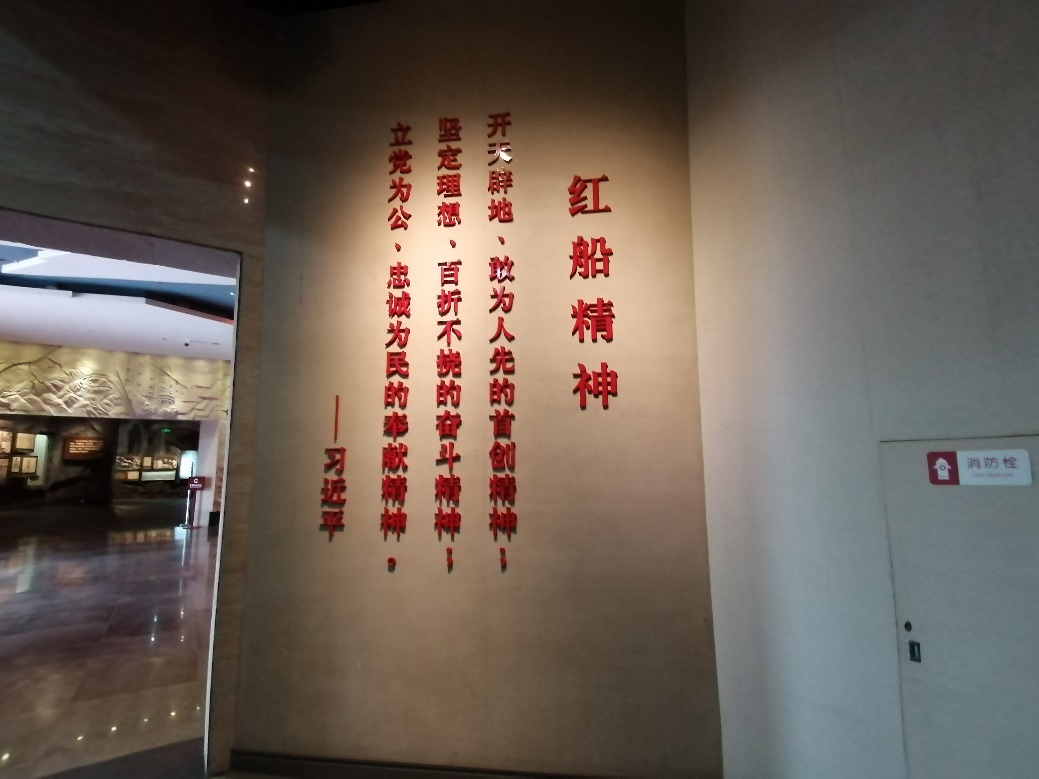 红船精神
开天辟地、敢为人先的首创精神；
坚定理想、百折不挠的奋斗精神；
立党为公、忠诚为民的奉献精神。
——习近平
消防栓